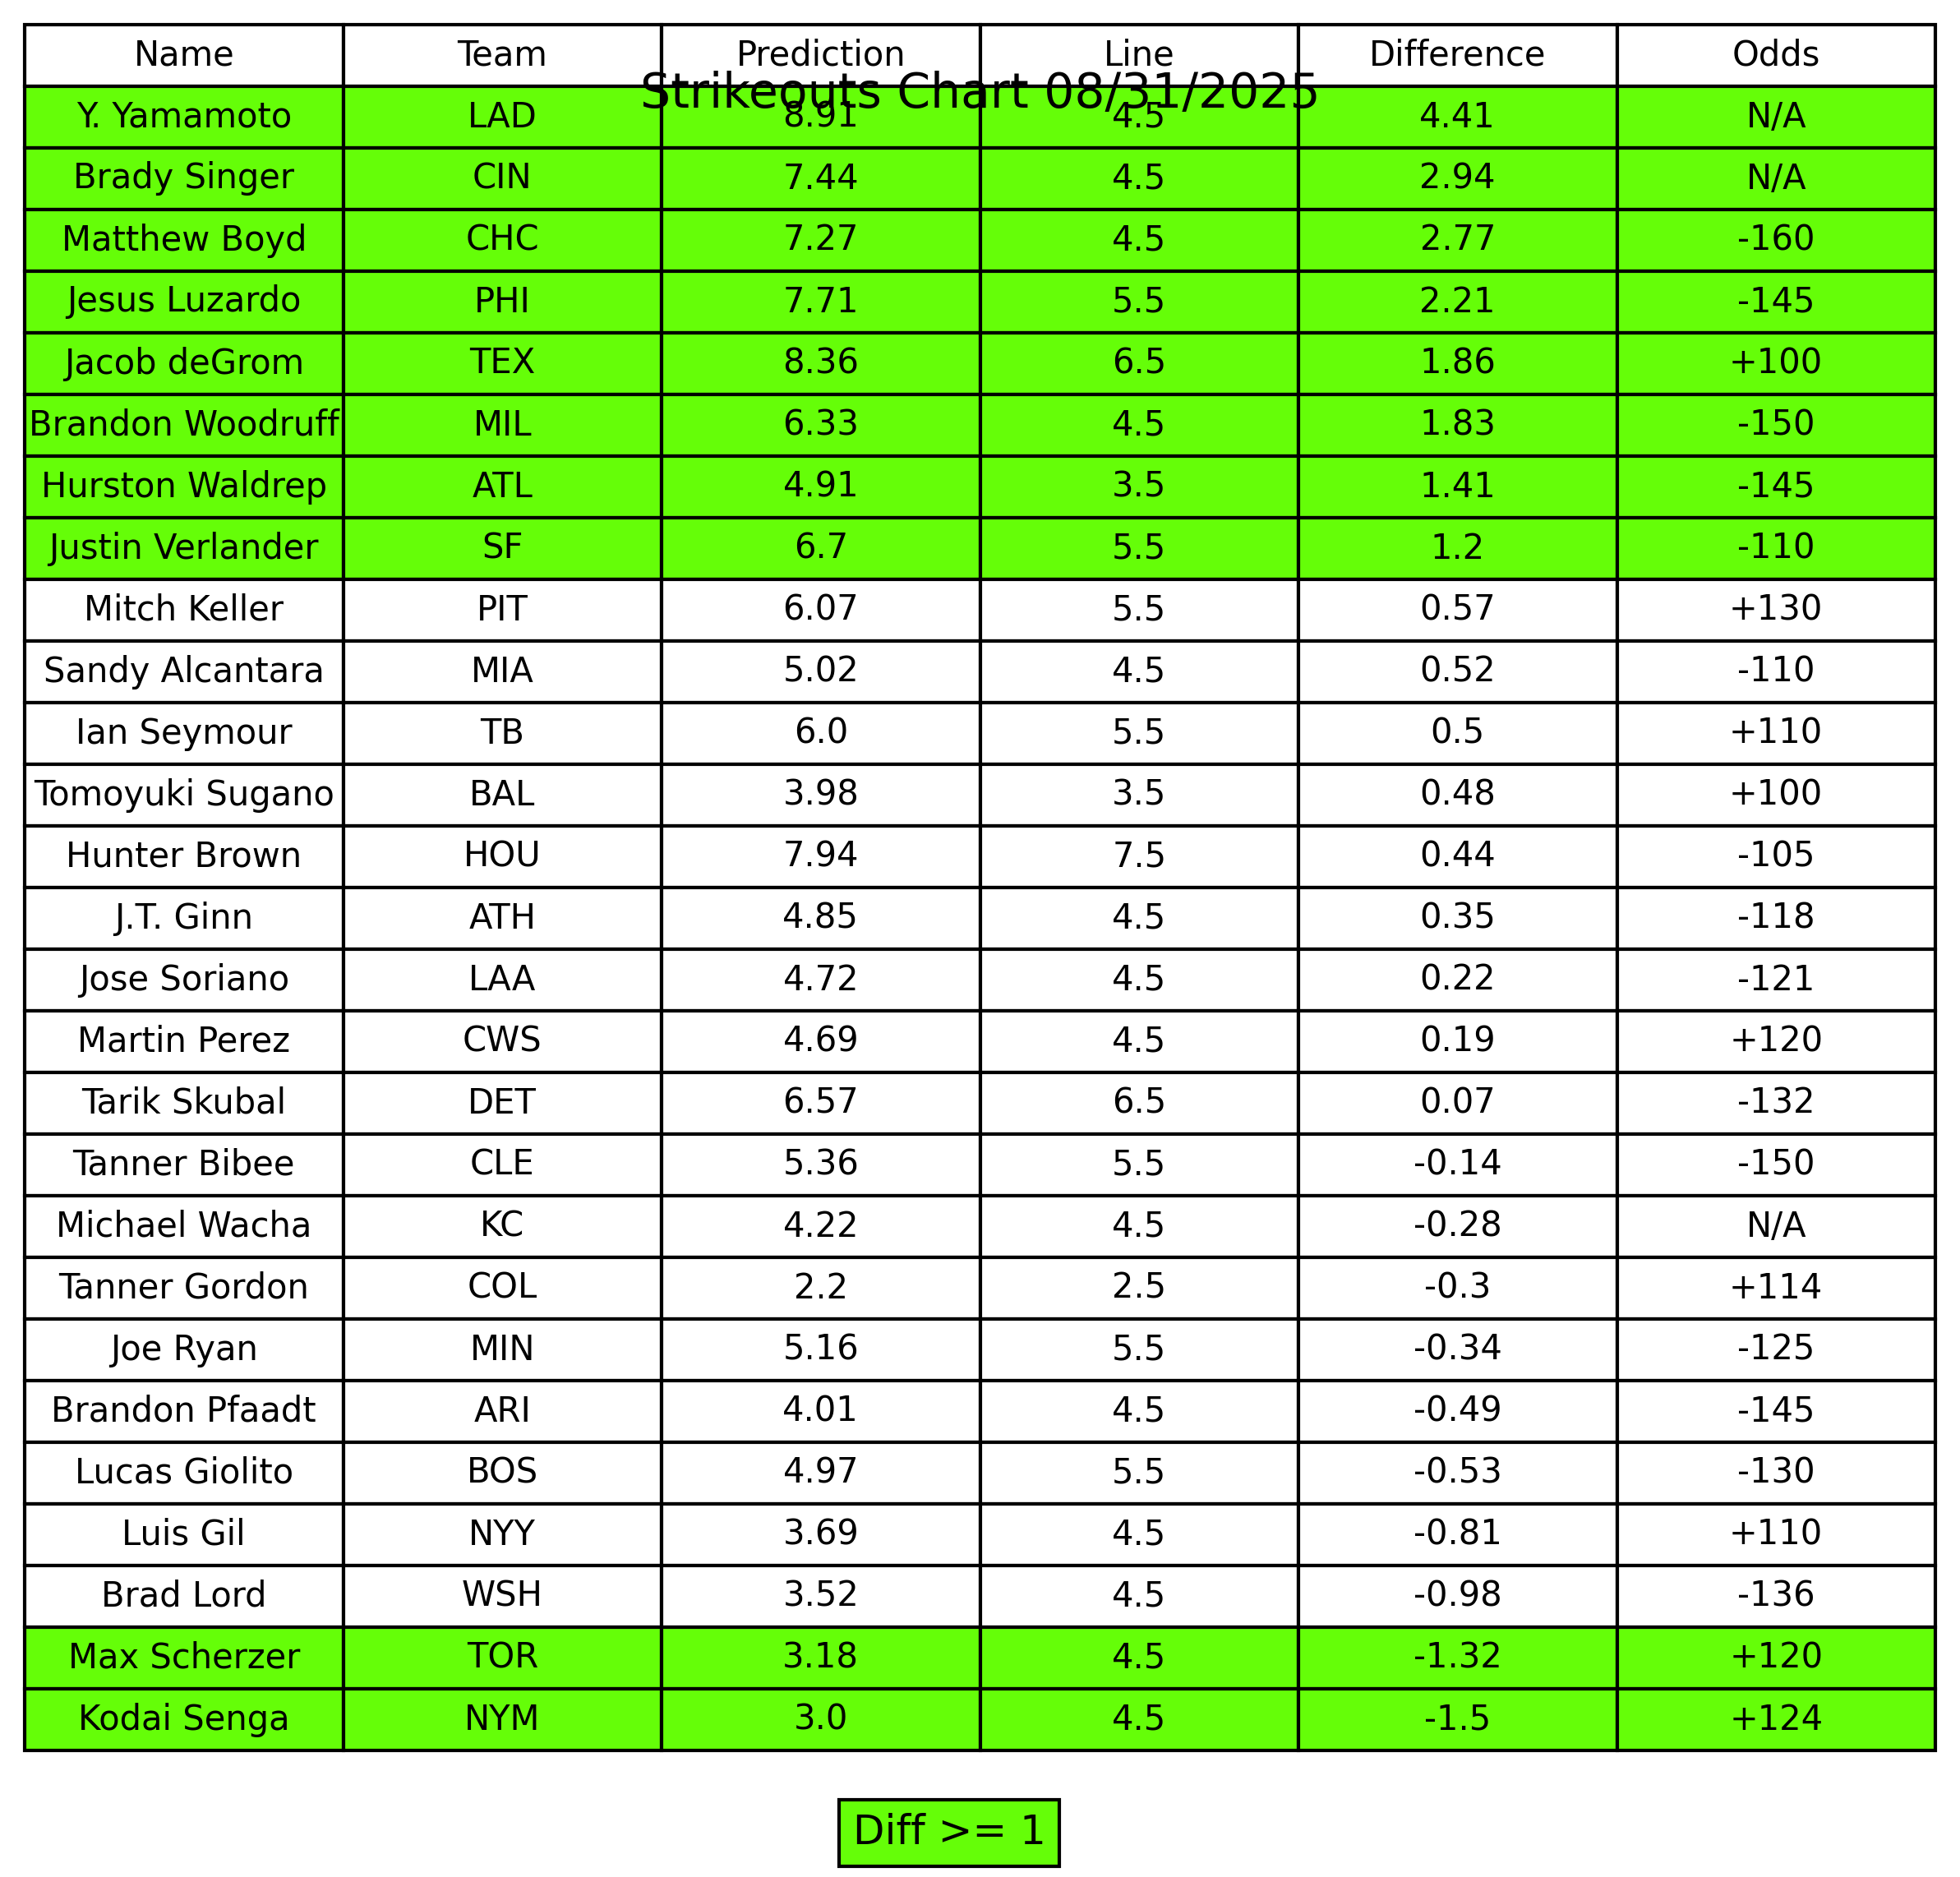 Name Team Prediction Line Difference Odds
Strikeouts Chart 08/31/2025
Y. Yamamoto LAD 8.91 4.5 4.41 N/A
Brady Singer CIN 7.44 4.5 2.94 N/A
Matthew Boyd CHC 7.27 4.5 2.77 -160
Jesus Luzardo PHI 7.71 5.5 2.21 -145
Jacob deGrom TEX 8.36 6.5 1.86 +100
Brandon Woodruff MIL 6.33 4.5 1.83 -150
Hurston Waldrep ATL 4.91 3.5 1.41 -145
Justin Verlander SF 6.7 5.5 1.2 -110
Mitch Keller PIT 6.07 5.5 0.57 +130
Sandy Alcantara MIA 5.02 4.5 0.52 -110
Ian Seymour TB 6.0 5.5 0.5 +110
Tomoyuki Sugano BAL 3.98 3.5 0.48 +100
Hunter Brown HOU 7.94 7.5 0.44 -105
J.T. Ginn ATH 4.85 4.5 0.35 -118
Jose Soriano LAA 4.72 4.5 0.22 -121
Martin Perez CWS 4.69 4.5 0.19 +120
Tarik Skubal DET 6.57 6.5 0.07 -132
Tanner Bibee CLE 5.36 5.5 -0.14 -150
Michael Wacha KC 4.22 4.5 -0.28 N/A
Tanner Gordon COL 2.2 2.5 -0.3 +114
Joe Ryan MIN 5.16 5.5 -0.34 -125
Brandon Pfaadt ARI 4.01 4.5 -0.49 -145
Lucas Giolito BOS 4.97 5.5 -0.53 -130
Luis Gil NYY 3.69 4.5 -0.81 +110
Brad Lord WSH 3.52 4.5 -0.98 -136
Max Scherzer TOR 3.18 4.5 -1.32 +120
Kodai Senga NYM 3.0 4.5 -1.5 +124
Diff >= 1